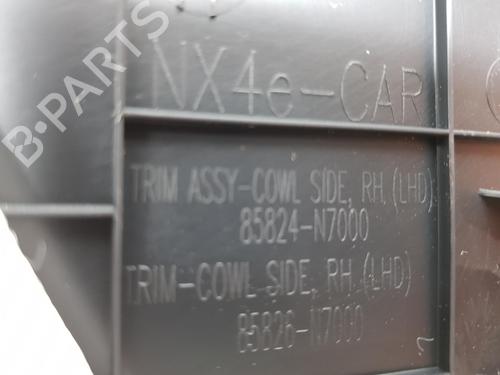 B-PARTS
NX4e-CAR
TRIM ASSY-COWL SIDE, RH. (LHD)
85824-N7000
TRIM-COWL SIDE, RH. (LHD)
85826-N7000